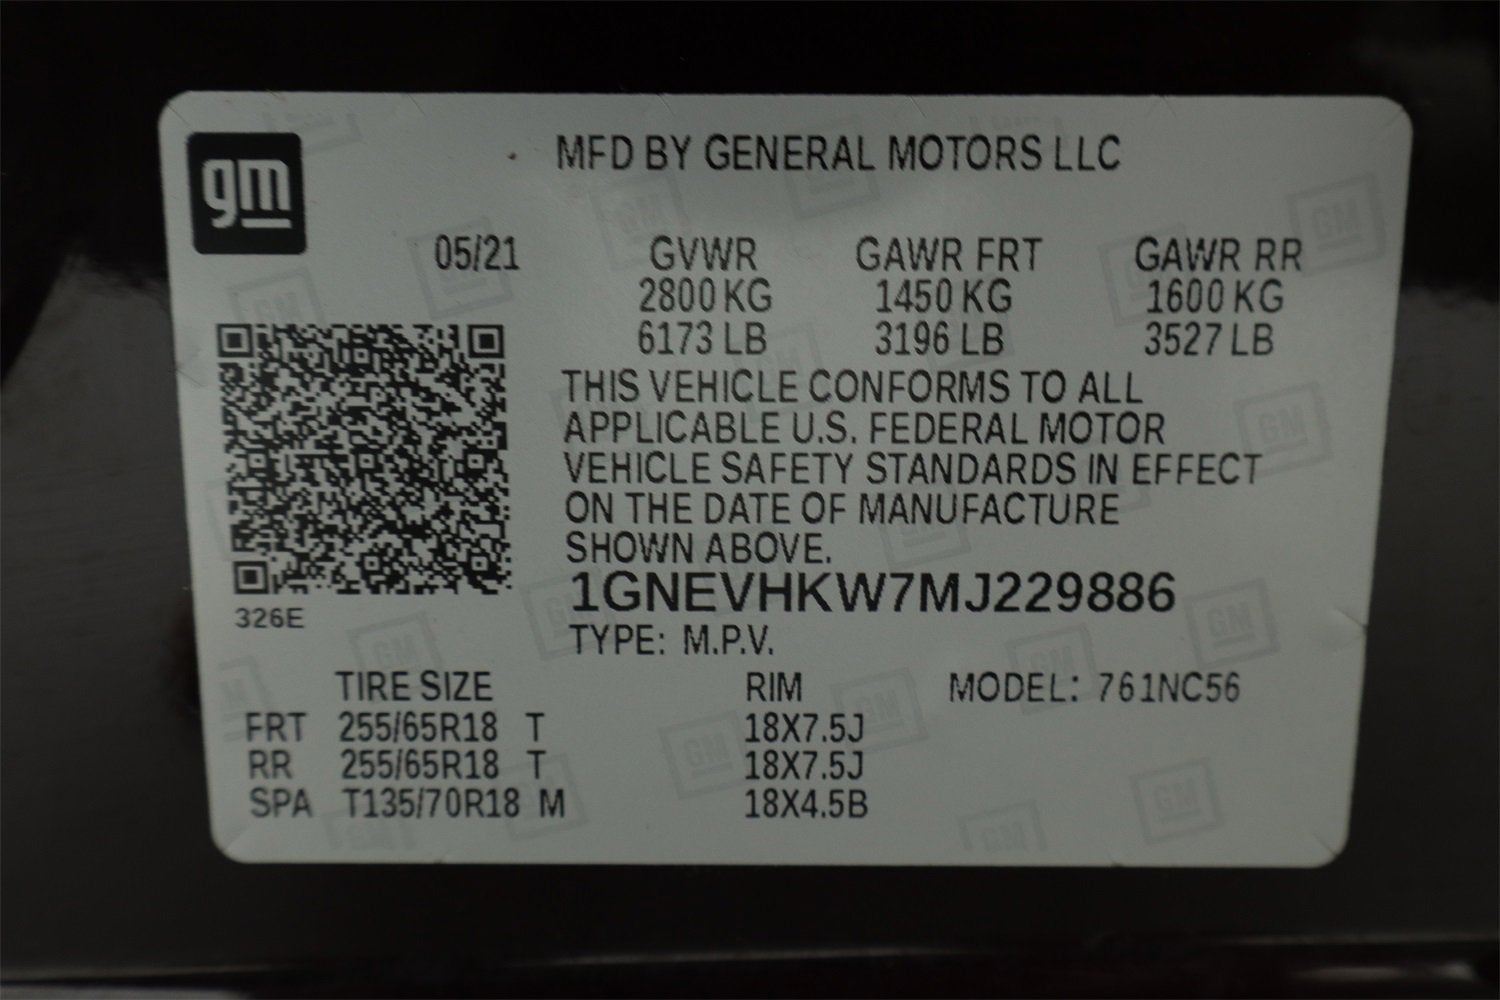 gm
MFD BY GENERAL MOTORS LLC
05/21 GVWR GAWR FRT GAWR RR
2800 KG 1450 KG 1600 KG
6173 LB 3196 LB 3527 LB
THIS VEHICLE CONFORMS TO ALL
APPLICABLE U.S. FEDERAL MOTOR
VEHICLE SAFETY STANDARDS IN EFFECT
ON THE DATE OF MANUFACTURE
SHOWN ABOVE.
1GNEVHKW7MJ229886
326E
TYPE: M.P.V.
TIRE SIZE RIM MODEL: 761NC56
FRT 255/65R18 T 18X7.5J
RR 255/65R18 T 18X7.5J
SPA T135/70R18 M 18X4.5B